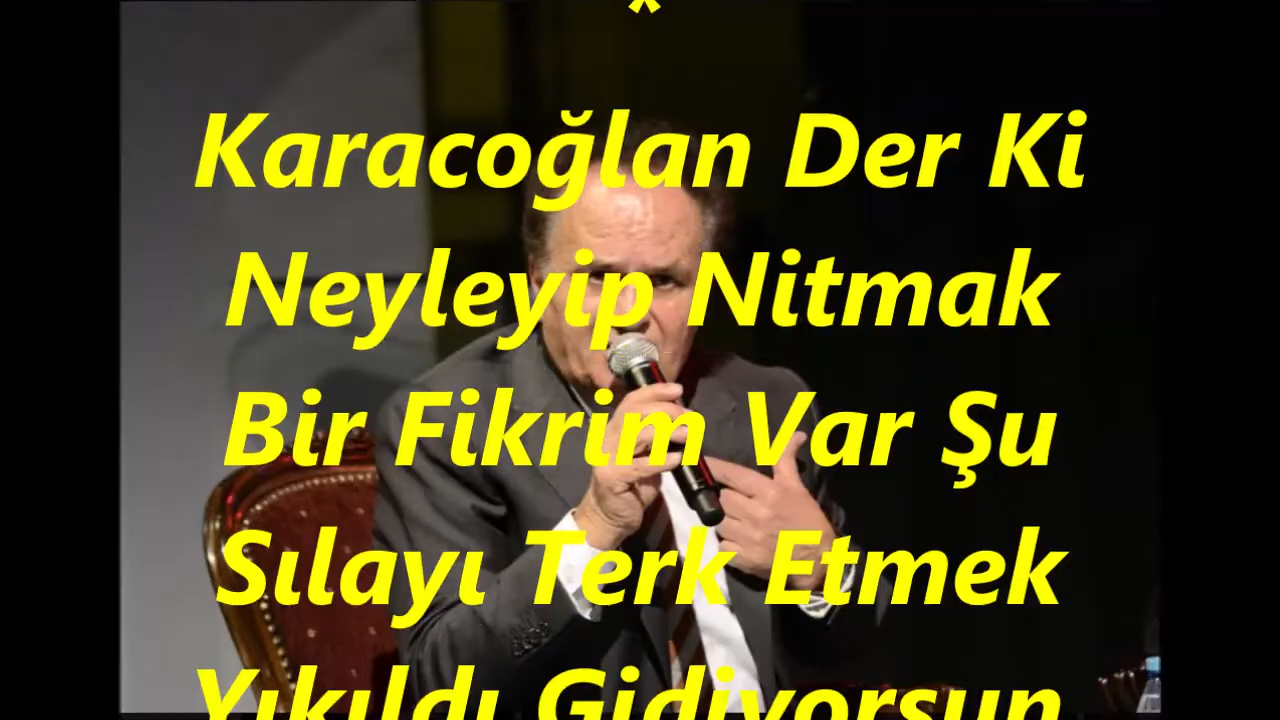 *
Karacoğlan Der Ki
Neyleyip Nitmak
Bir Fikrim Var Şu
Sılayı Terk Etmek
Yıkıldı Gidiyorsun